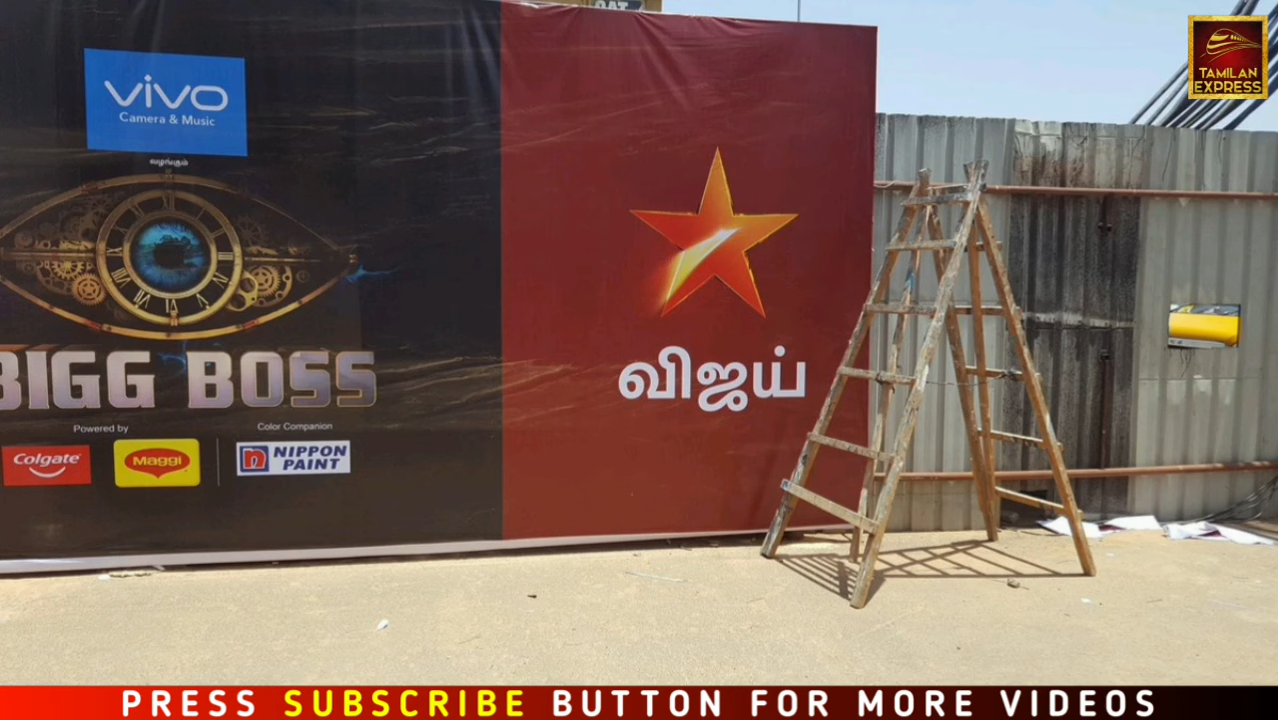 CAT
TAMILAN
EXPRESS
vivo
Camera & Music
வழங்கும்
BIGG BOSS
Powered by
Color Companion
Colgate
Maggi
NIPPON
PAINT
விஜய்
PRESS SUBSCRIBE BUTTON FOR MORE VIDEOS